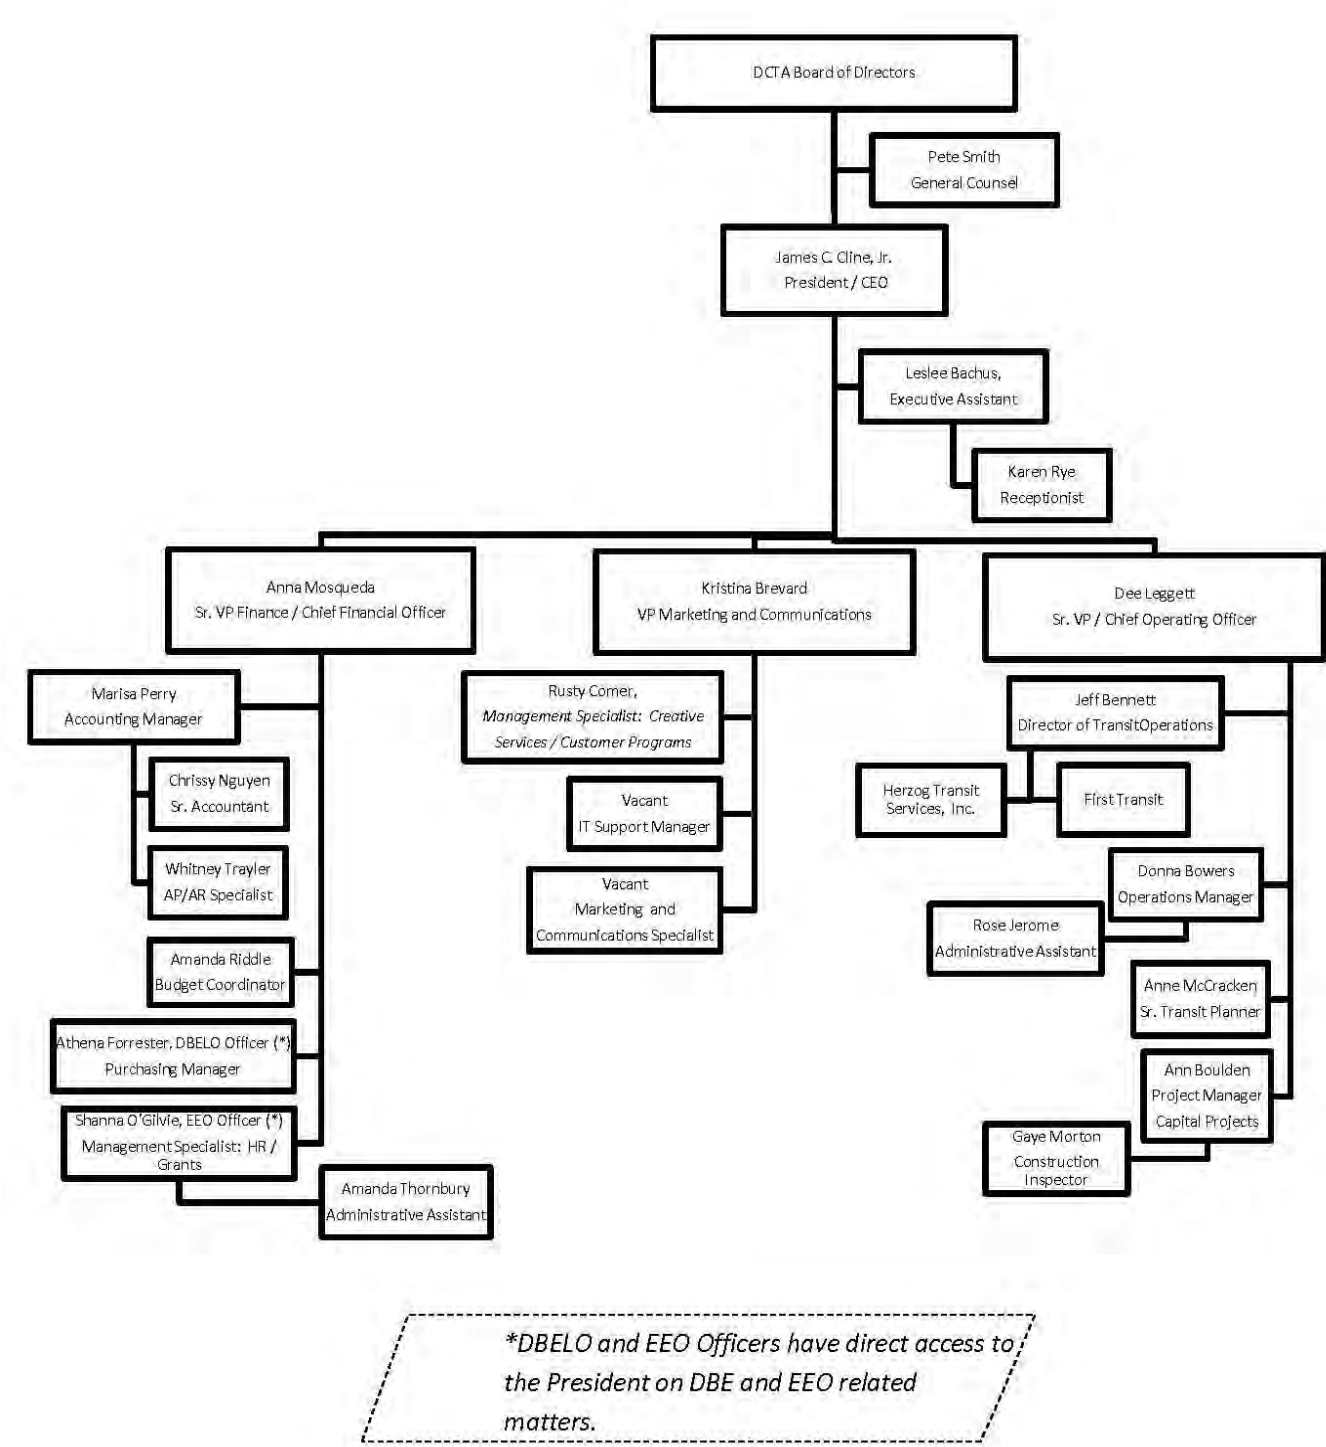 DCTA Board of Directors
Pete Smith
General Counsel
James C. Cline, Jr.
President / CEO
Leslee Bachus,
Executive Assistant
Karen Rye
Receptionist
Anna Mosqueda
Sr. VP Finance / Chief Financial Officer
Kristina Brevard
VP Marketing and Communications
Dee Leggett
Sr. VP / Chief Operating Officer
Marisa Perry
Accounting Manager
Chrissy Nguyen
Sr. Accountant
Whitney Trayler
AP/AR Specialist
Amanda Riddle
Budget Coordinator
Athena Forrester, DBELO Officer (*)
Purchasing Manager
Shanna O'Gilvie, EEO Officer (*)
Management Specialist: HR /
Grants
Amanda Thornbury
Administrative Assistant
Rusty Comer,
Management Specialist: Creative
Services / Customer Programs
Vacant
IT Support Manager
Vacant
Marketing and
Communications Specialist
Jeff Bennett
Director of TransitOperations
Herzog Transit
Services, Inc.
First Transit
Donna Bowers
Operations Manager
Rose Jerome
Administrative Assistant
Anne McCracken
Sr. Transit Planner
Ann Boulden
Project Manager
Capital Projects
Gaye Morton
Construction
Inspector
*DBELO and EEO Officers have direct access to
the President on DBE and EEO related
matters.